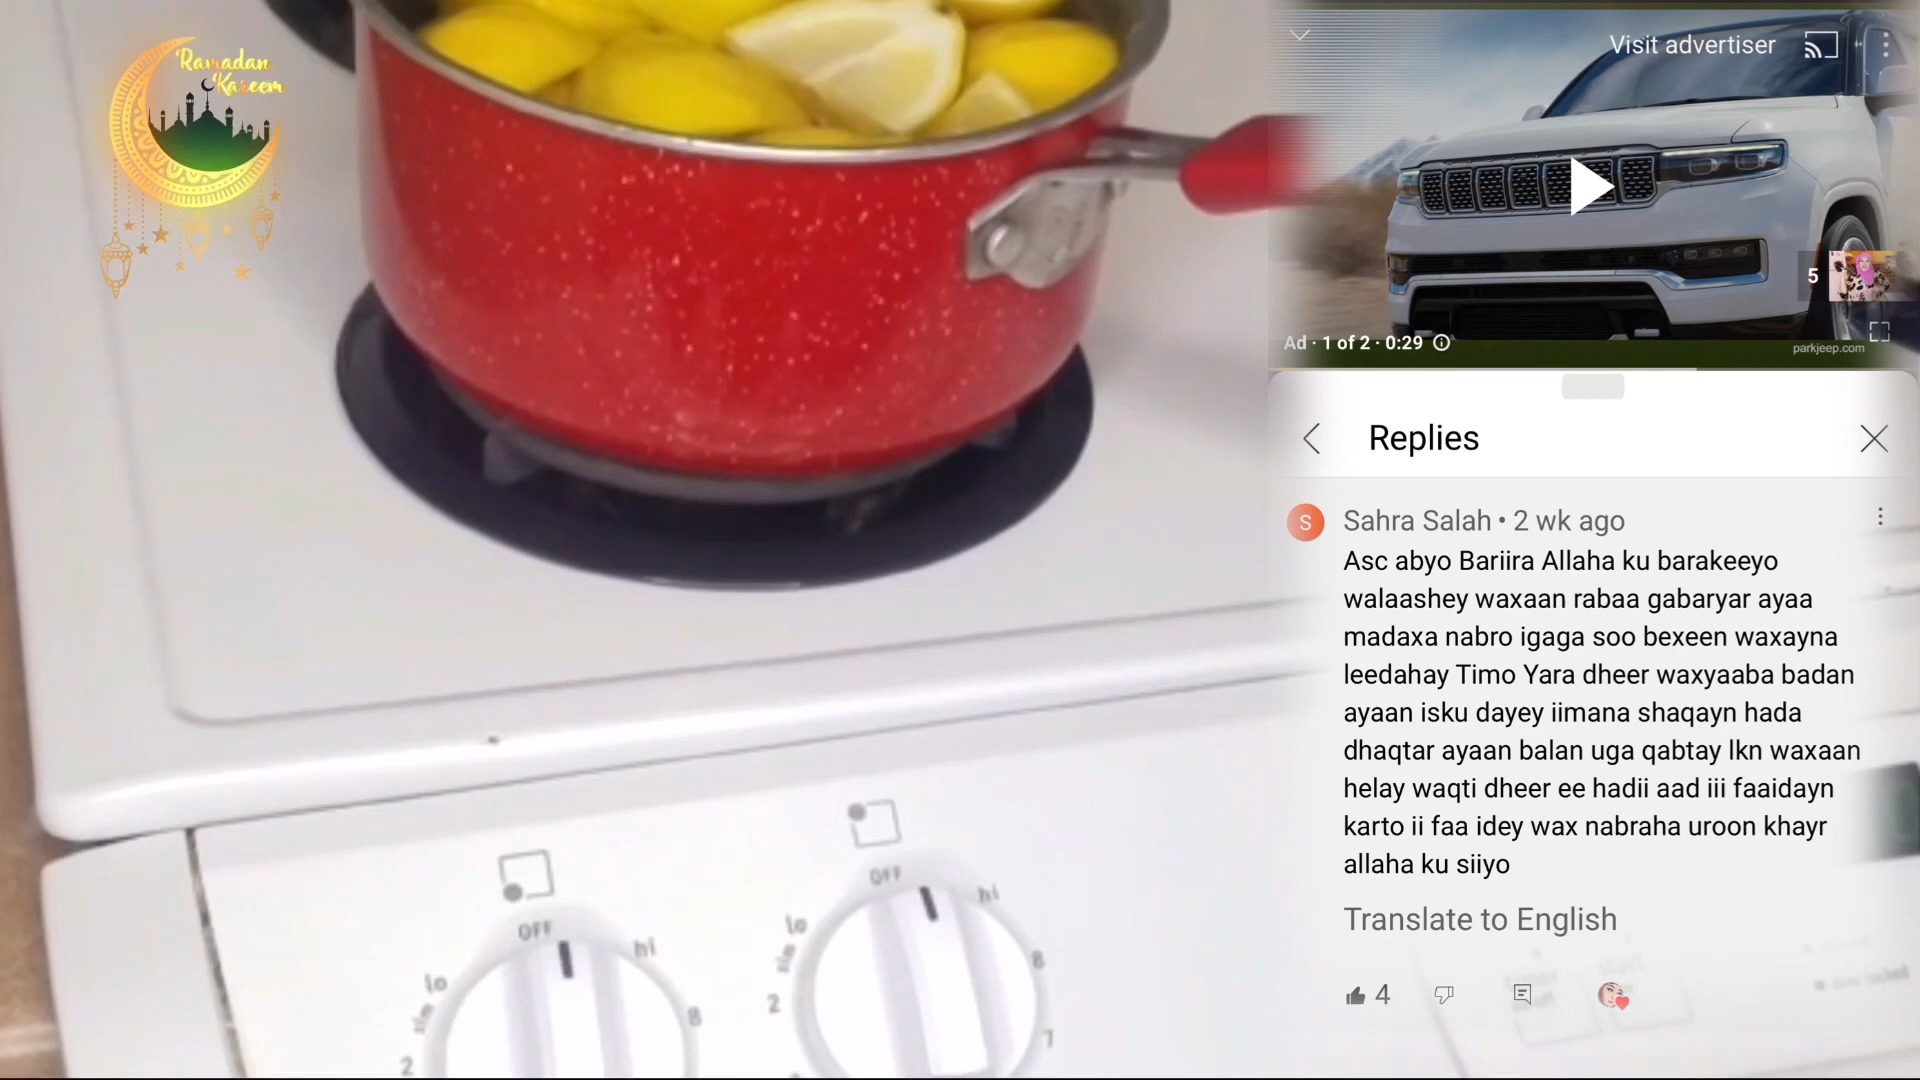 Ramadan
Kareem
Visit advertiser
5
Ad · 1 of 2 · 0:29
parkjeep.com
Replies
S
Sahra Salah • 2 wk ago
Asc abyo Bariira Allaha ku barakeeyo
walaashey waxaan rabaa gabaryar ayaa
madaxa nabro igaga soo bexeen waxayna
leedahay Timo Yara dheer waxyaaba badan
ayaan isku dayey iimana shaqayn hada
dhaqtar ayaan balan uga qabtay lkn waxaan
helay waqti dheer ee hadii aad iii faaidayn
karto ii faa idey wax nabraha uroon khayr
allaha ku siiyo
Translate to English
4
OFF
hi
lo
sim
2
8
7
OFF
hi
lo
sim
2
8